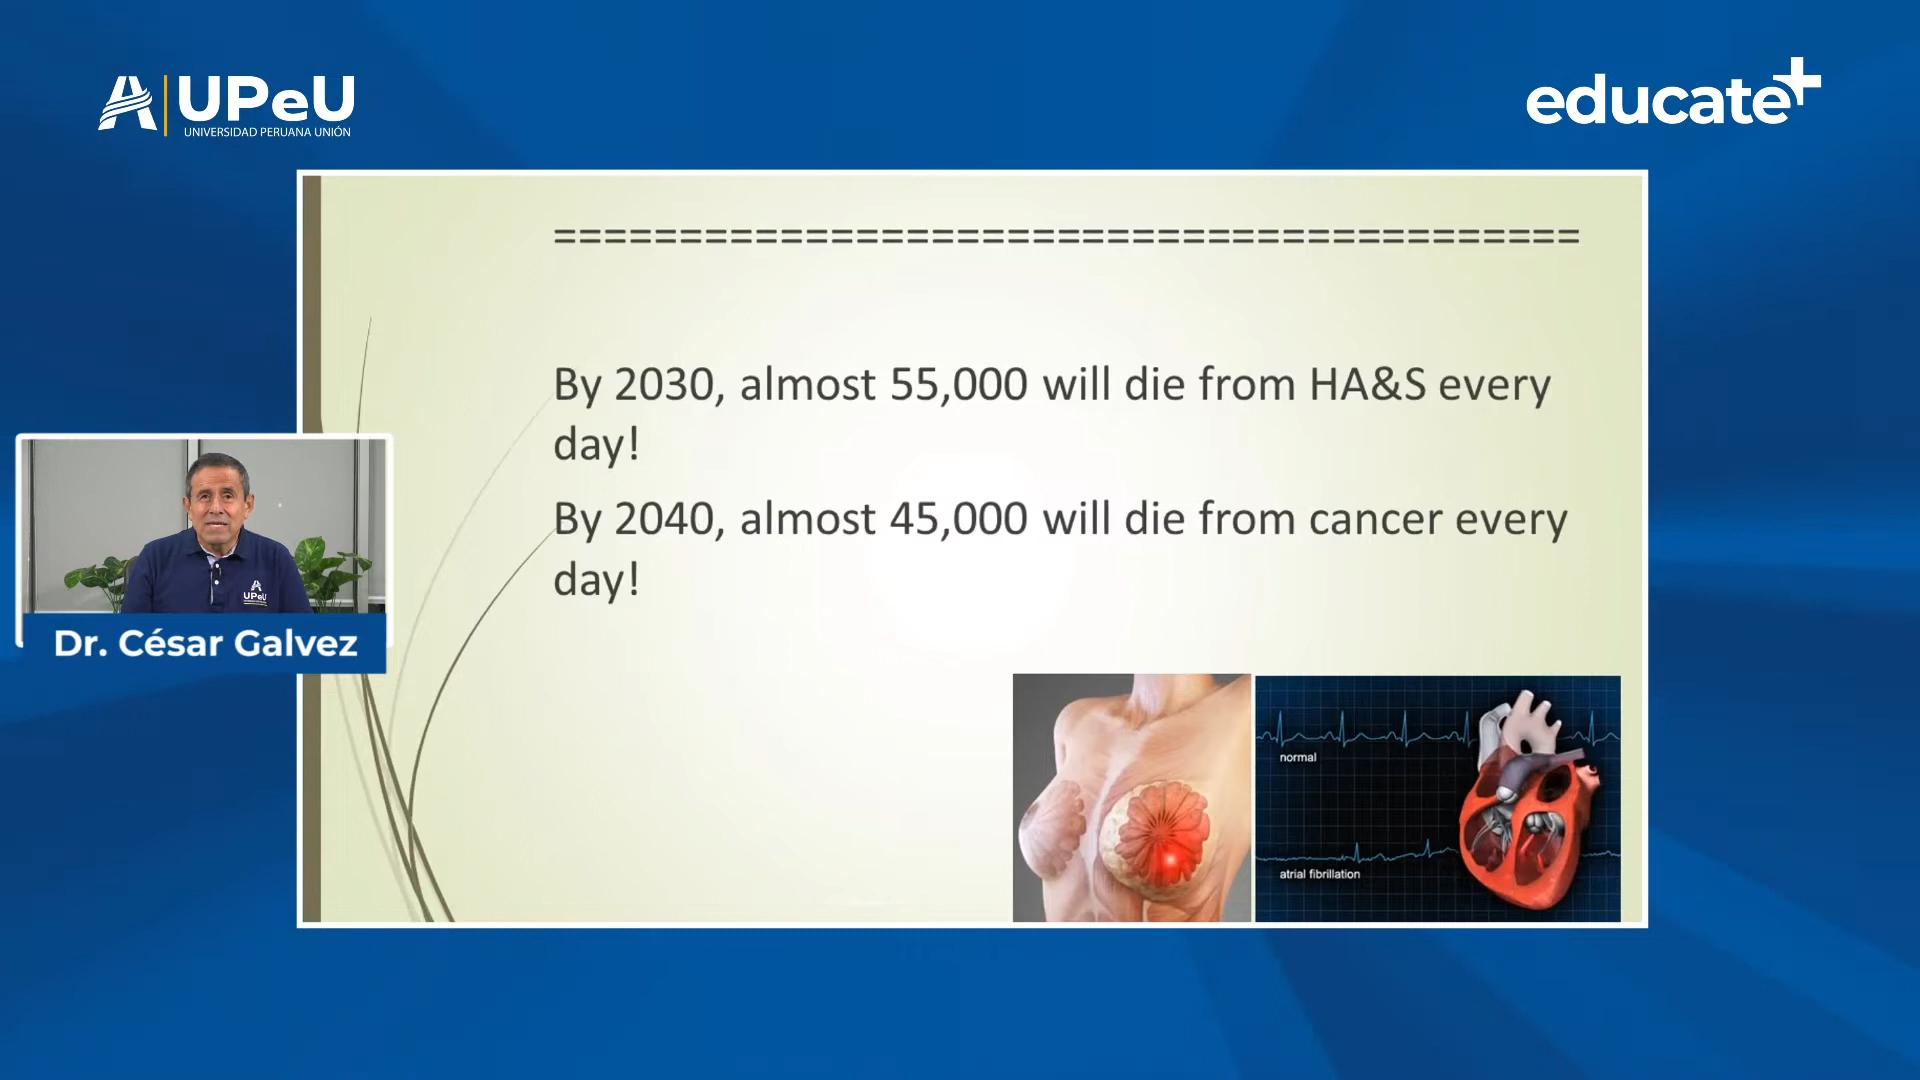 UPeU
UNIVERSIDAD PERUANA UNIÓN
educate+
=========================================
By 2030, almost 55,000 will die from HA&S every
day!
By 2040, almost 45,000 will die from cancer every
day!
UPeU
Dr. César Galvez
normal
atrial fibrillation